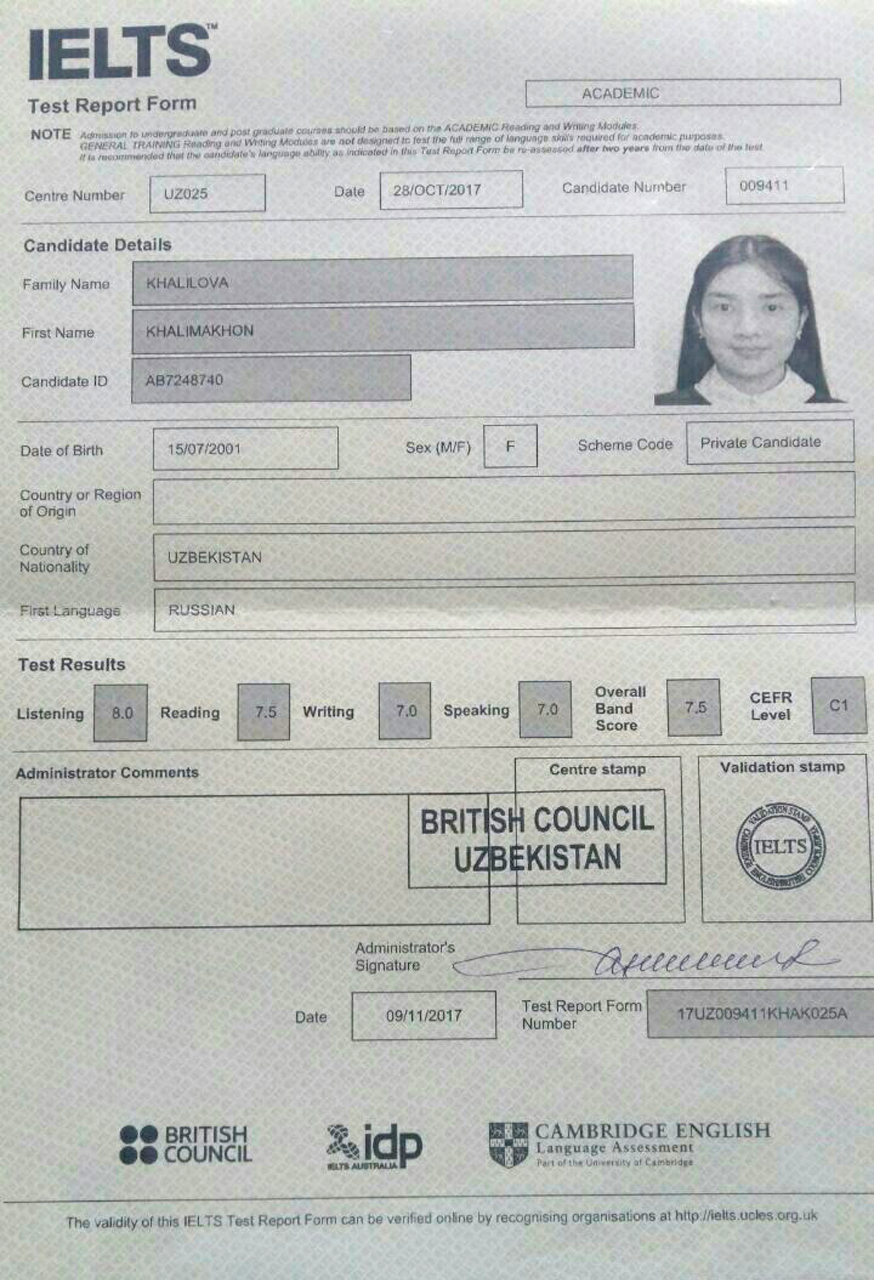 IELTS™
Test Report Form
ACADEMIC
NOTE Admission to undergraduate and post graduate courses should be based on the ACADEMIC Reading and Writing Modules.
GENERAL TRAINING Reading and Writing Modules are not designed to test the full range of language skills required for academic purposes.
It is recommended that the candidate's language ability as indicated in this Test Report Form be re-assessed after two years from the date of the test.
Centre Number UZ025 Date 28/OCT/2017 Candidate Number 009411
Candidate Details
Family Name KHALILOVA
First Name KHALIMAKHON
Candidate ID AB7248740
Date of Birth 15/07/2001 Sex (M/F) F Scheme Code Private Candidate
Country or Region
of Origin
Country of
Nationality UZBEKISTAN
First Language RUSSIAN
Test Results
Listening 8.0 Reading 7.5 Writing 7.0 Speaking 7.0 Overall Band Score 7.5 CEFR Level C1
Administrator Comments Centre stamp Validation stamp
BRITISH COUNCIL
UZBEKISTAN
IELTS
Administrator's
Signature
Date 09/11/2017 Test Report Form
Number 17UZ009411KHAK025A
BRITISH
COUNCIL
idp
IELTS AUSTRALIA
CAMBRIDGE ENGLISH
Language Assessment
Part of the University of Cambridge
The validity of this IELTS Test Report Form can be verified online by recognising organisations at http://ielts.ucles.org.uk